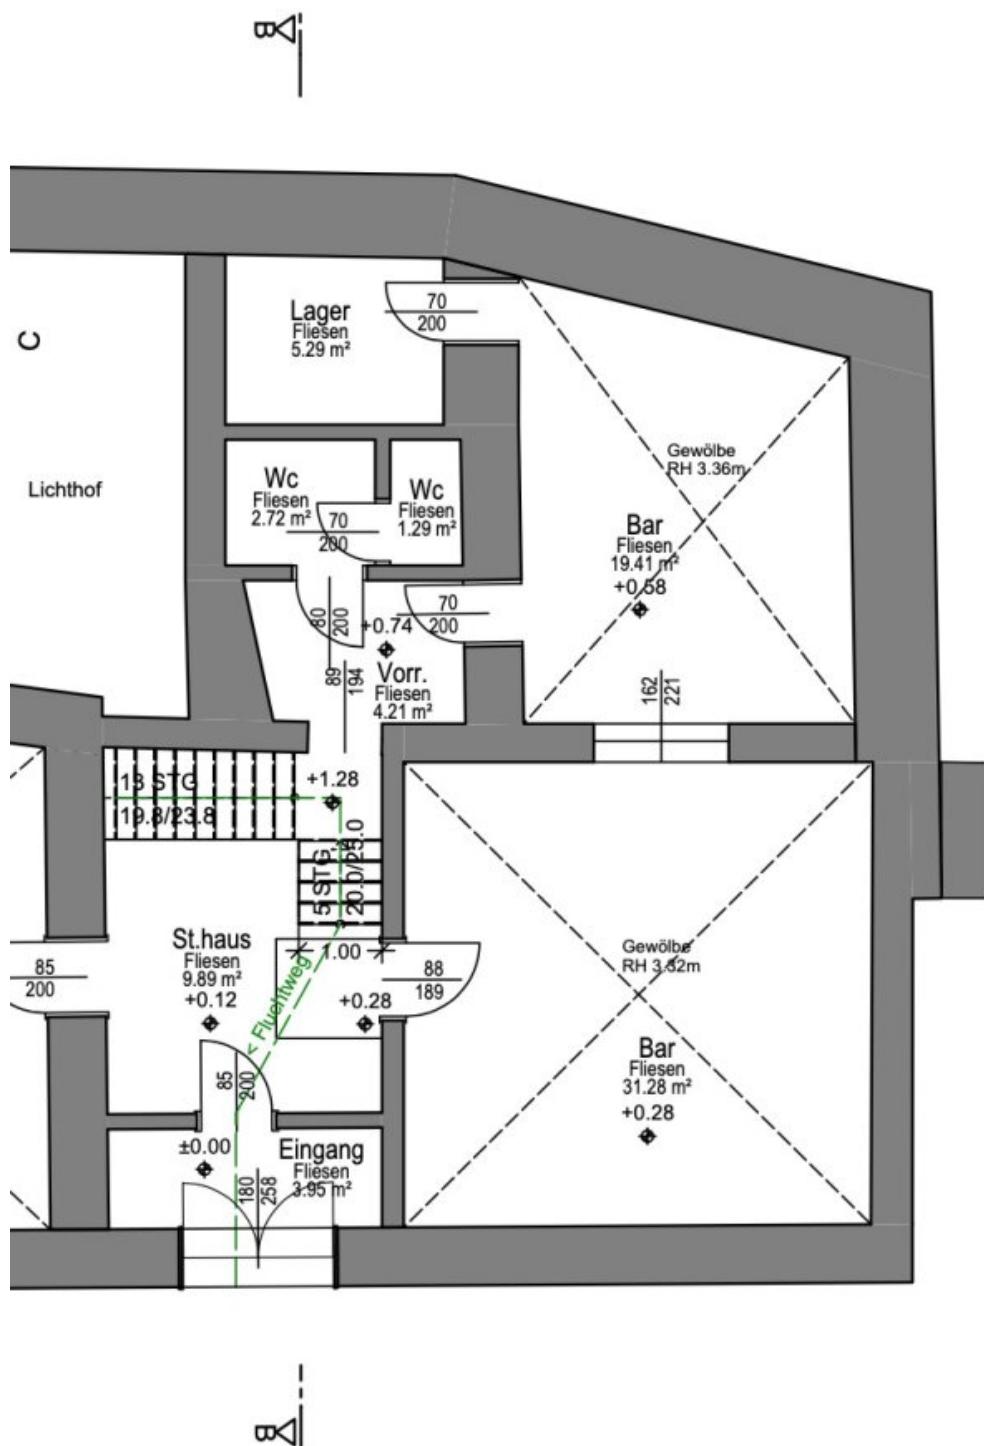 B
Lager
Fliesen
5.29 m²
70
200
C
Lichthof
Wc
Fliesen
2.72 m²
70
200
Wc
Fliesen
1.29 m²
Gewölbe
RH 3.36m
Bar
Fliesen
19.41 m²
+0.58
80
200
70
200
+0.74
Vorr.
Fliesen
4.21 m²
89
194
162
221
13 STG
19.8/23.8
+1.28
5 STG,
20.0/25.0
St.haus
Fliesen
9.89 m²
+0.12
85
200
1.00
88
189
+0.28
< Fluchtweg
Gewölbe
RH 3.32m
Bar
Fliesen
31.28 m²
+0.28
85
200
±0.00
Eingang
Fliesen
3.95 m²
180
258
B